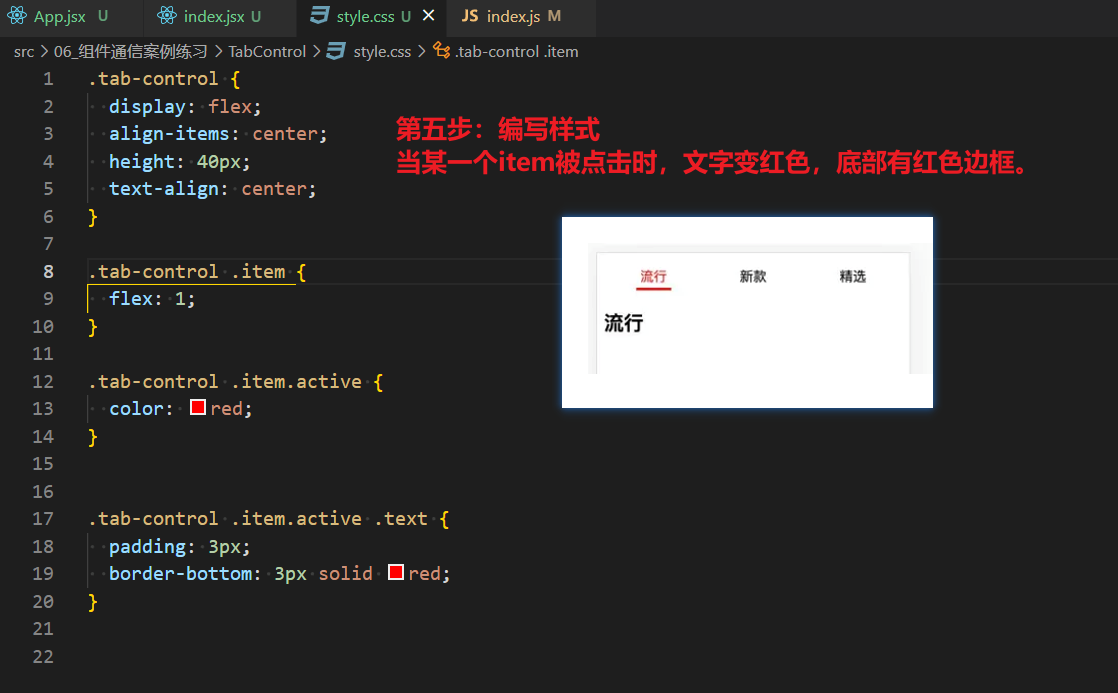 App.jsx U index.jsx U style.css U JS index.js M
src > 06_组件通信案例练习 > TabControl > style.css > .tab-control .item
1 .tab-control {
2 display: flex;
3 align-items: center;
4 height: 40px;
5 text-align: center;
6 }
7
8 .tab-control .item {
9 flex: 1;
10 }
11
12 .tab-control .item.active {
13 color: red;
14 }
15
16
17 .tab-control .item.active .text {
18 padding: 3px;
19 border-bottom: 3px solid red;
20 }
21
22
第五步：编写样式
当某一个item被点击时，文字变红色，底部有红色边框。
流行 新款 精选
流行